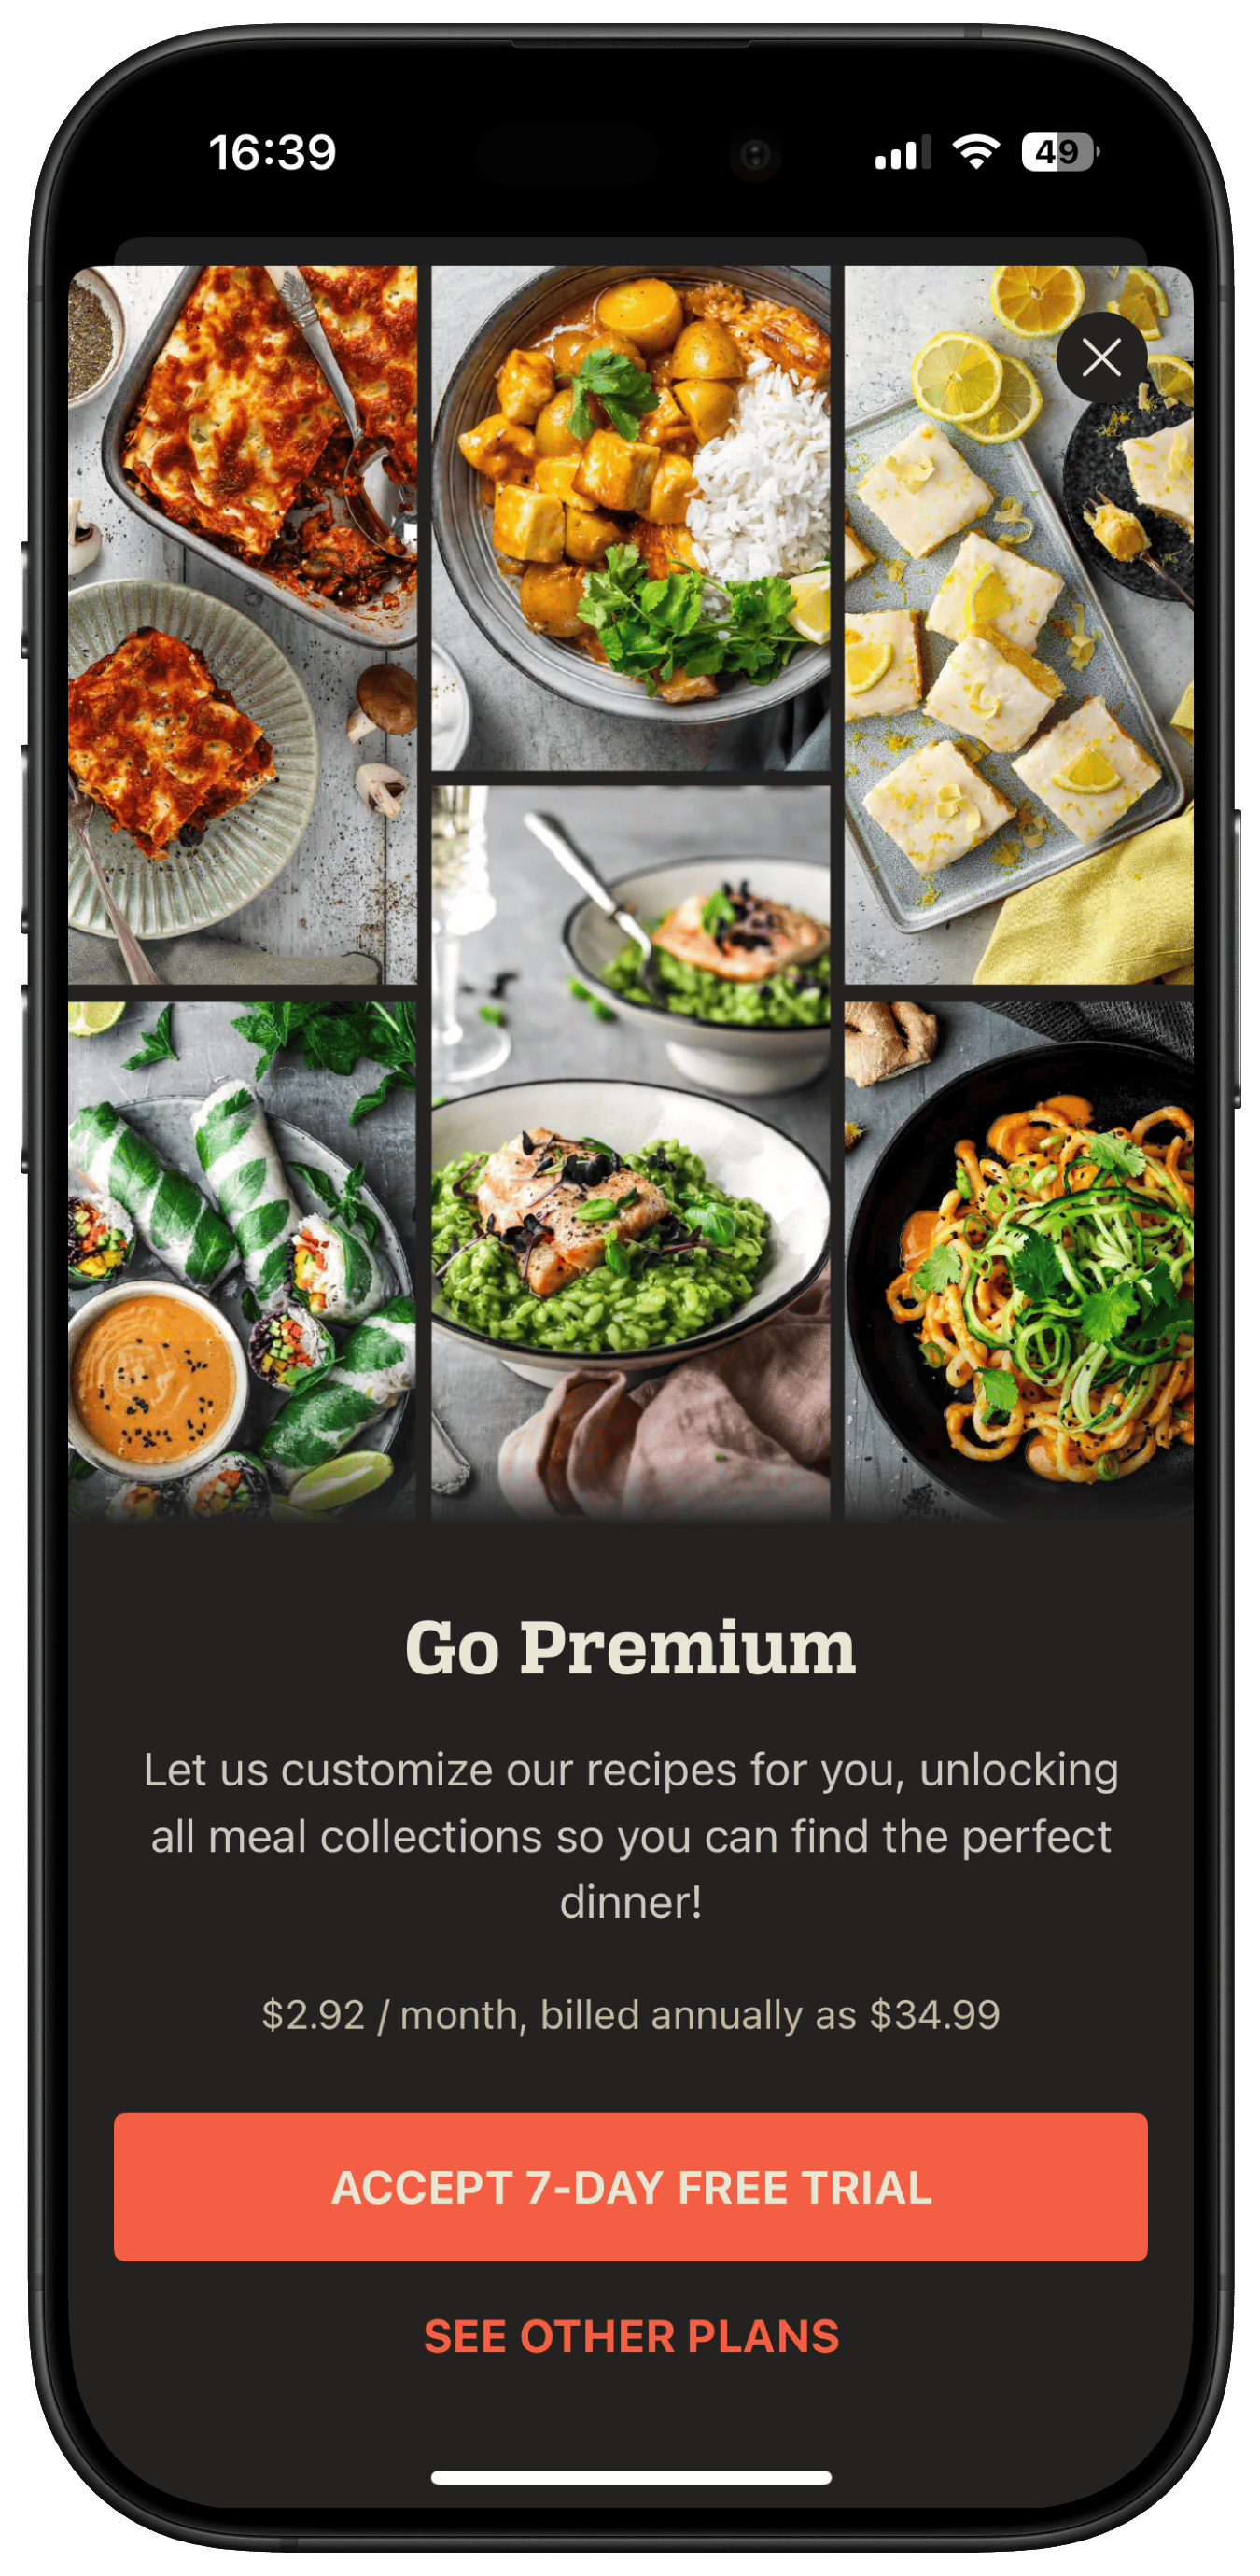 16:39
49
Go Premium
Let us customize our recipes for you, unlocking
all meal collections so you can find the perfect
dinner!
$2.92 / month, billed annually as $34.99
ACCEPT 7-DAY FREE TRIAL
SEE OTHER PLANS